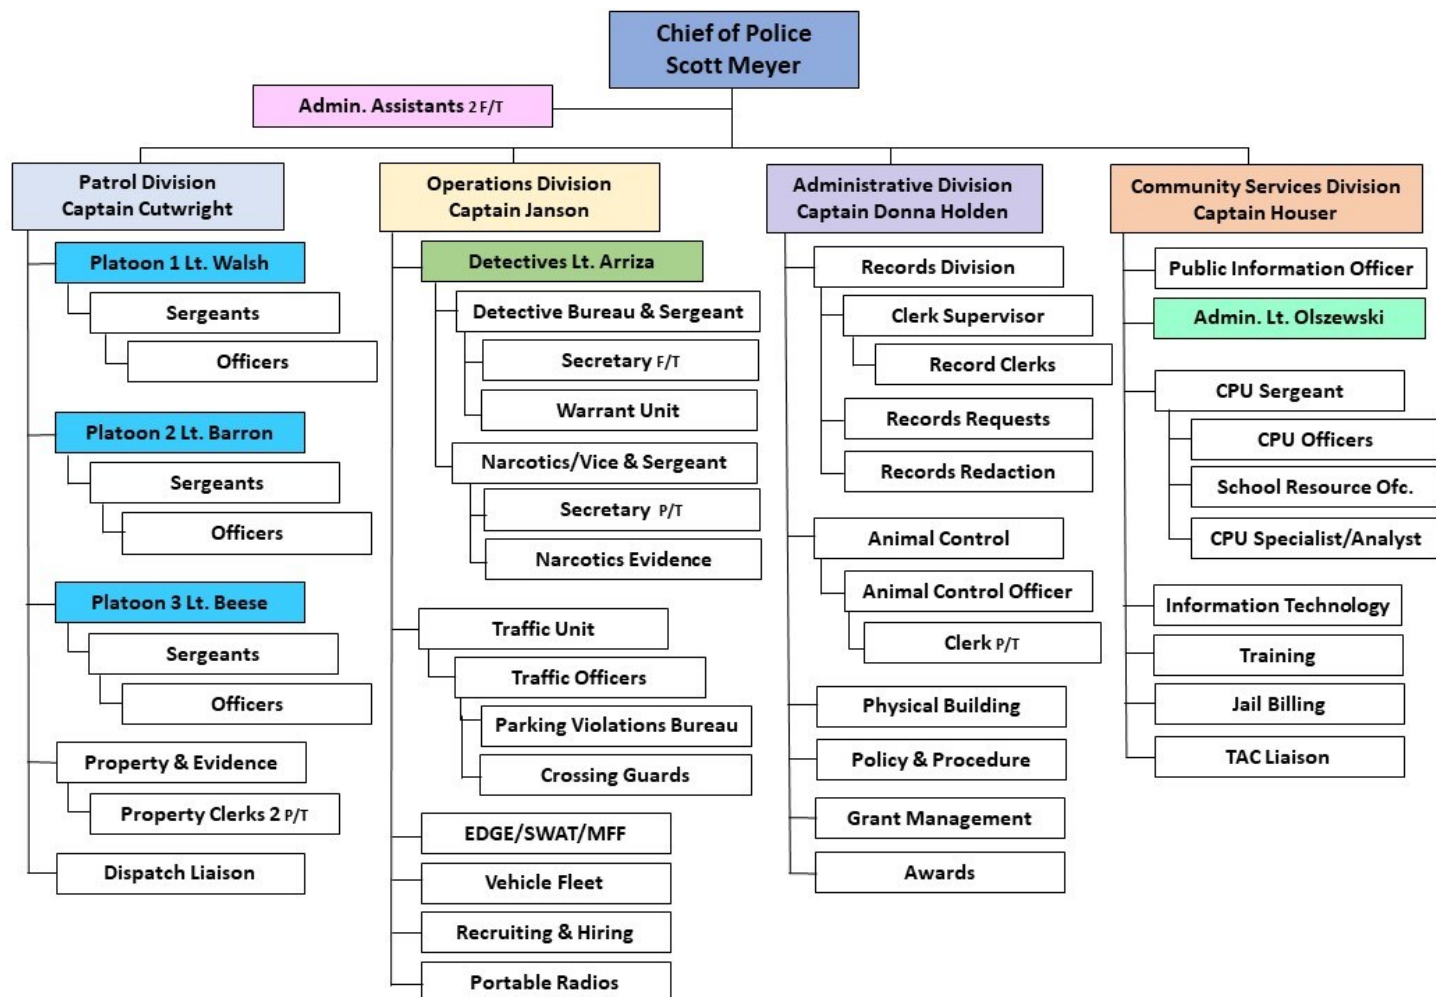 Chief of Police
Scott Meyer
Admin. Assistants 2 F/T
Patrol Division
Captain Cutwright
Platoon 1 Lt. Walsh
Sergeants
Officers
Platoon 2 Lt. Barron
Sergeants
Officers
Platoon 3 Lt. Beese
Sergeants
Officers
Property & Evidence
Property Clerks 2 P/T
Dispatch Liaison
Operations Division
Captain Janson
Detectives Lt. Arriza
Detective Bureau & Sergeant
Secretary F/T
Warrant Unit
Narcotics/Vice & Sergeant
Secretary P/T
Narcotics Evidence
Traffic Unit
Traffic Officers
Parking Violations Bureau
Crossing Guards
EDGE/SWAT/MFF
Vehicle Fleet
Recruiting & Hiring
Portable Radios
Administrative Division
Captain Donna Holden
Records Division
Clerk Supervisor
Record Clerks
Records Requests
Records Redaction
Animal Control
Animal Control Officer
Clerk P/T
Physical Building
Policy & Procedure
Grant Management
Awards
Community Services Division
Captain Houser
Public Information Officer
Admin. Lt. Olszewski
CPU Sergeant
CPU Officers
School Resource Ofc.
CPU Specialist/Analyst
Information Technology
Training
Jail Billing
TAC Liaison